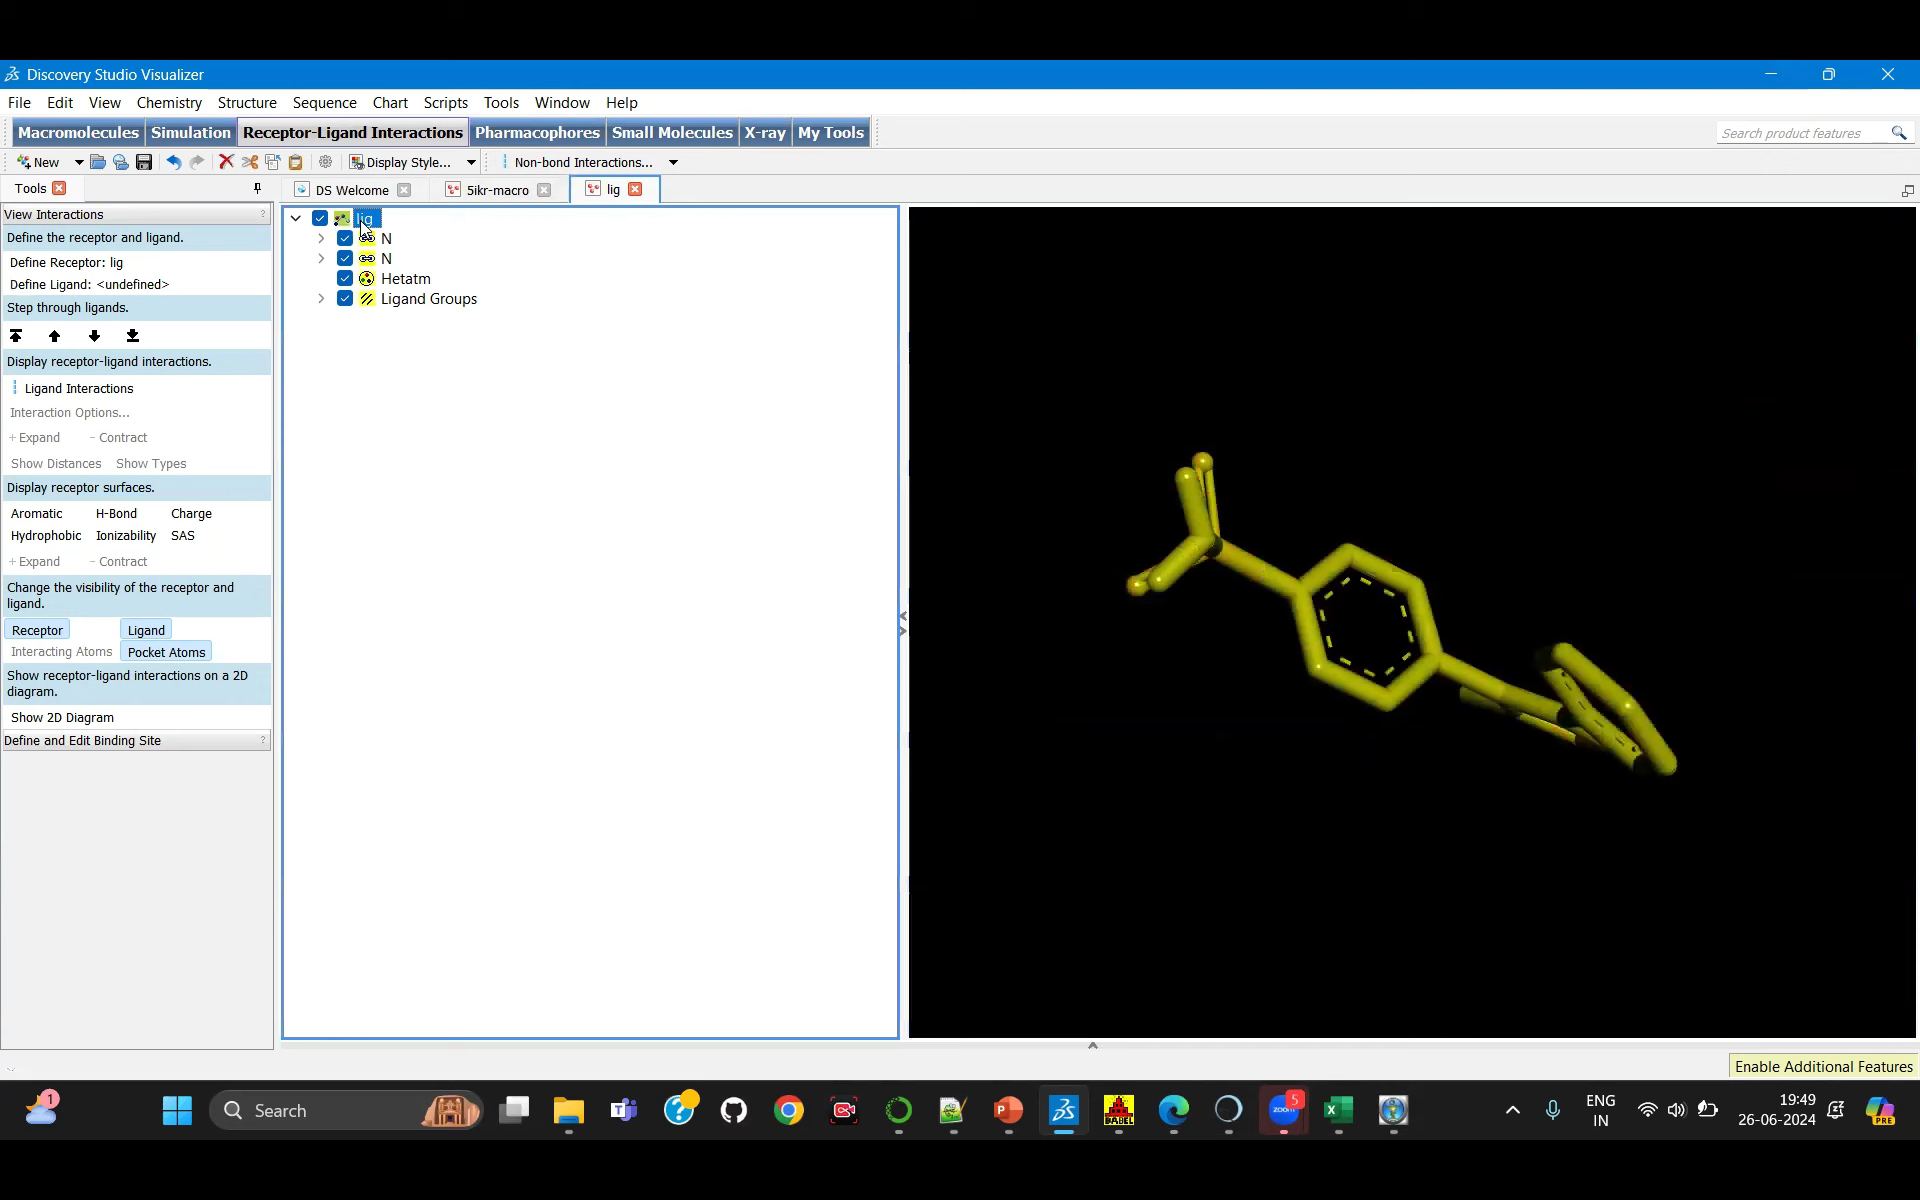 Discovery Studio Visualizer
File Edit View Chemistry Structure Sequence Chart Scripts Tools Window Help
Macromolecules Simulation Receptor-Ligand Interactions Pharmacophores Small Molecules X-ray My Tools
Search product features
New Display Style... Non-bond Interactions...
Tools
DS Welcome 5ikr-macro lig
View Interactions ?
Define the receptor and ligand.
Define Receptor: lig
Define Ligand: <undefined>
Step through ligands.
Display receptor-ligand interactions.
Ligand Interactions
Interaction Options...
+ Expand - Contract
Show Distances Show Types
Display receptor surfaces.
Aromatic H-Bond Charge
Hydrophobic Ionizability SAS
+ Expand - Contract
Change the visibility of the receptor and
ligand.
Receptor Ligand
Interacting Atoms Pocket Atoms
Show receptor-ligand interactions on a 2D
diagram.
Show 2D Diagram
Define and Edit Binding Site ?
lig
N
N
Hetatm
Ligand Groups
Enable Additional Features
1
Search
BABEL
zoom
5
ENG
IN
19:49
26-06-2024
PRE